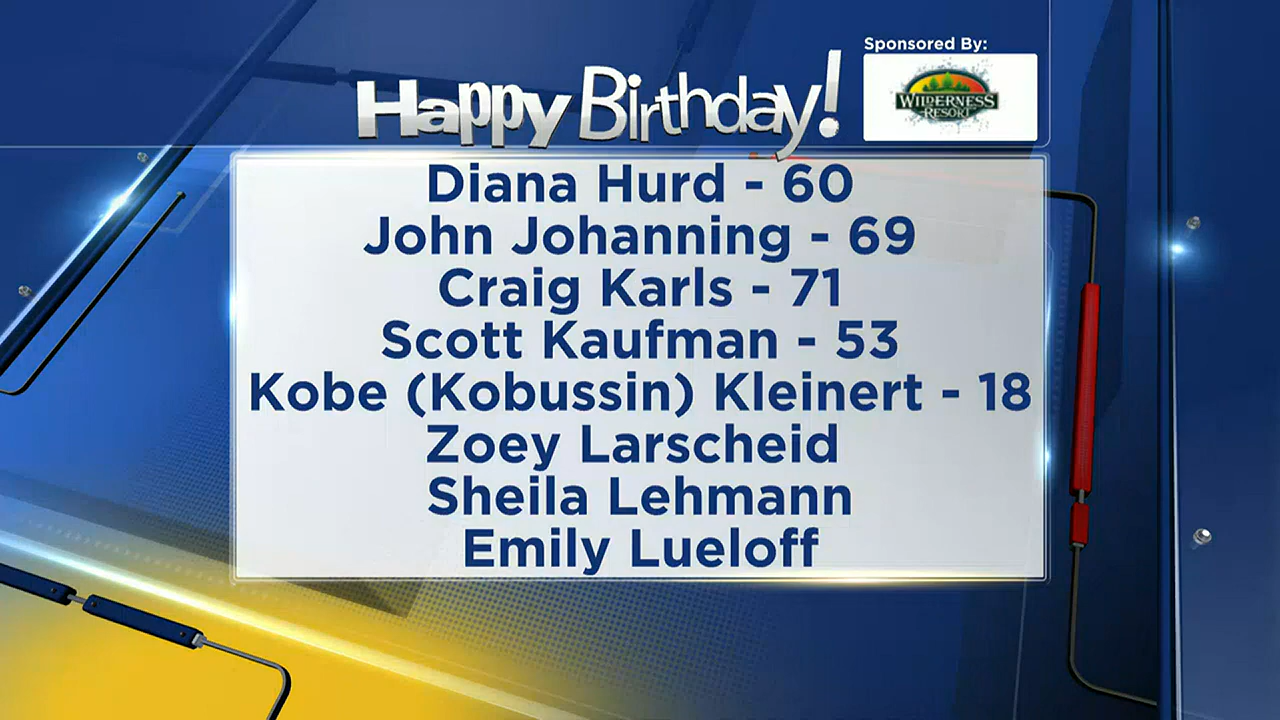 Sponsored By:
Happy Birthday!
WILDERNESS
RESORT
Diana Hurd - 60
John Johanning - 69
Craig Karls - 71
Scott Kaufman - 53
Kobe (Kobussin) Kleinert - 18
Zoey Larscheid
Sheila Lehmann
Emily Lueloff